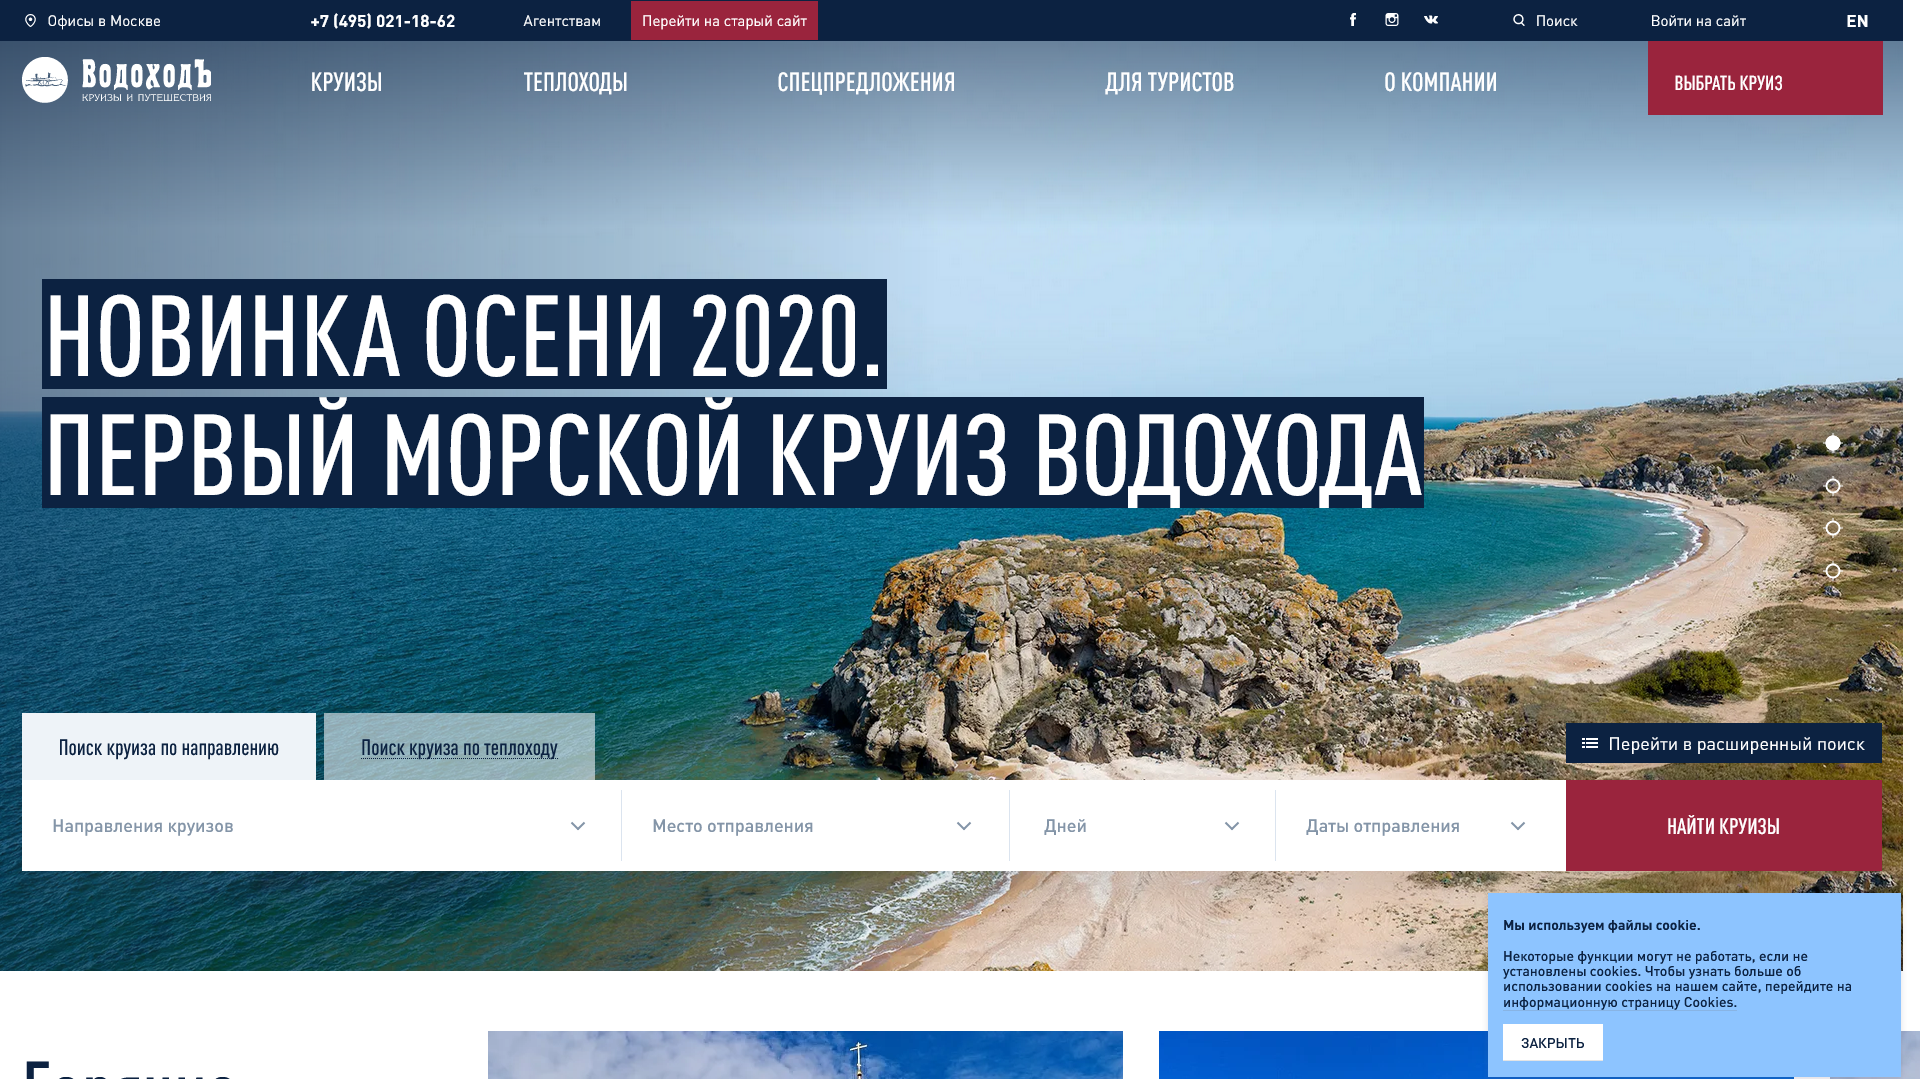 Офисы в Москве
+7 (495) 021-18-62
Агентствам
Перейти на старый сайт
Поиск
Войти на сайт
EN
ВодоходЪ
КРУИЗЫ И ПУТЕШЕСТВИЯ
КРУИЗЫ
ТЕПЛОХОДЫ
СПЕЦПРЕДЛОЖЕНИЯ
ДЛЯ ТУРИСТОВ
О КОМПАНИИ
ВЫБРАТЬ КРУИЗ
НОВИНКА ОСЕНИ 2020.
ПЕРВЫЙ МОРСКОЙ КРУИЗ ВОДОХОДА
Поиск круиза по направлению
Поиск круиза по теплоходу
Перейти в расширенный поиск
Направления круизов
Место отправления
Дней
Даты отправления
НАЙТИ КРУИЗЫ
Мы используем файлы cookie.
Некоторые функции могут не работать, если не
установлены cookies. Чтобы узнать больше об
использовании cookies на нашем сайте, перейдите на
информационную страницу Cookies.
ЗАКРЫТЬ